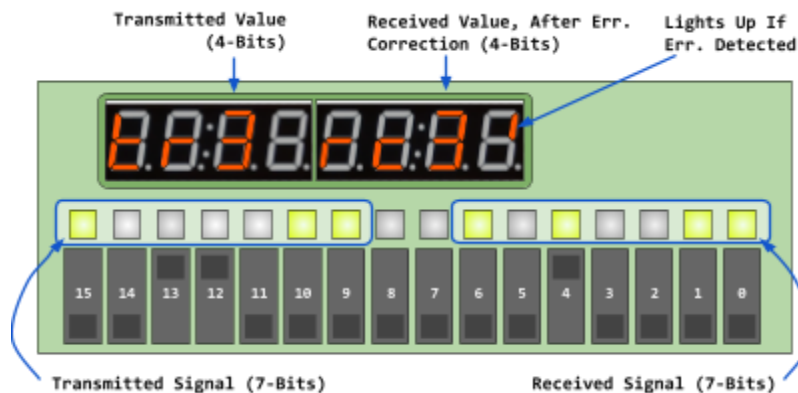 Transmitted Value
(4-Bits)
Received Value, After Err.
Correction (4-Bits)
Lights Up If
Err. Detected
tr3 rc31
15 14 13 12 11 10 9 8 7 6 5 4 3 2 1 0
Transmitted Signal (7-Bits)
Received Signal (7-Bits)